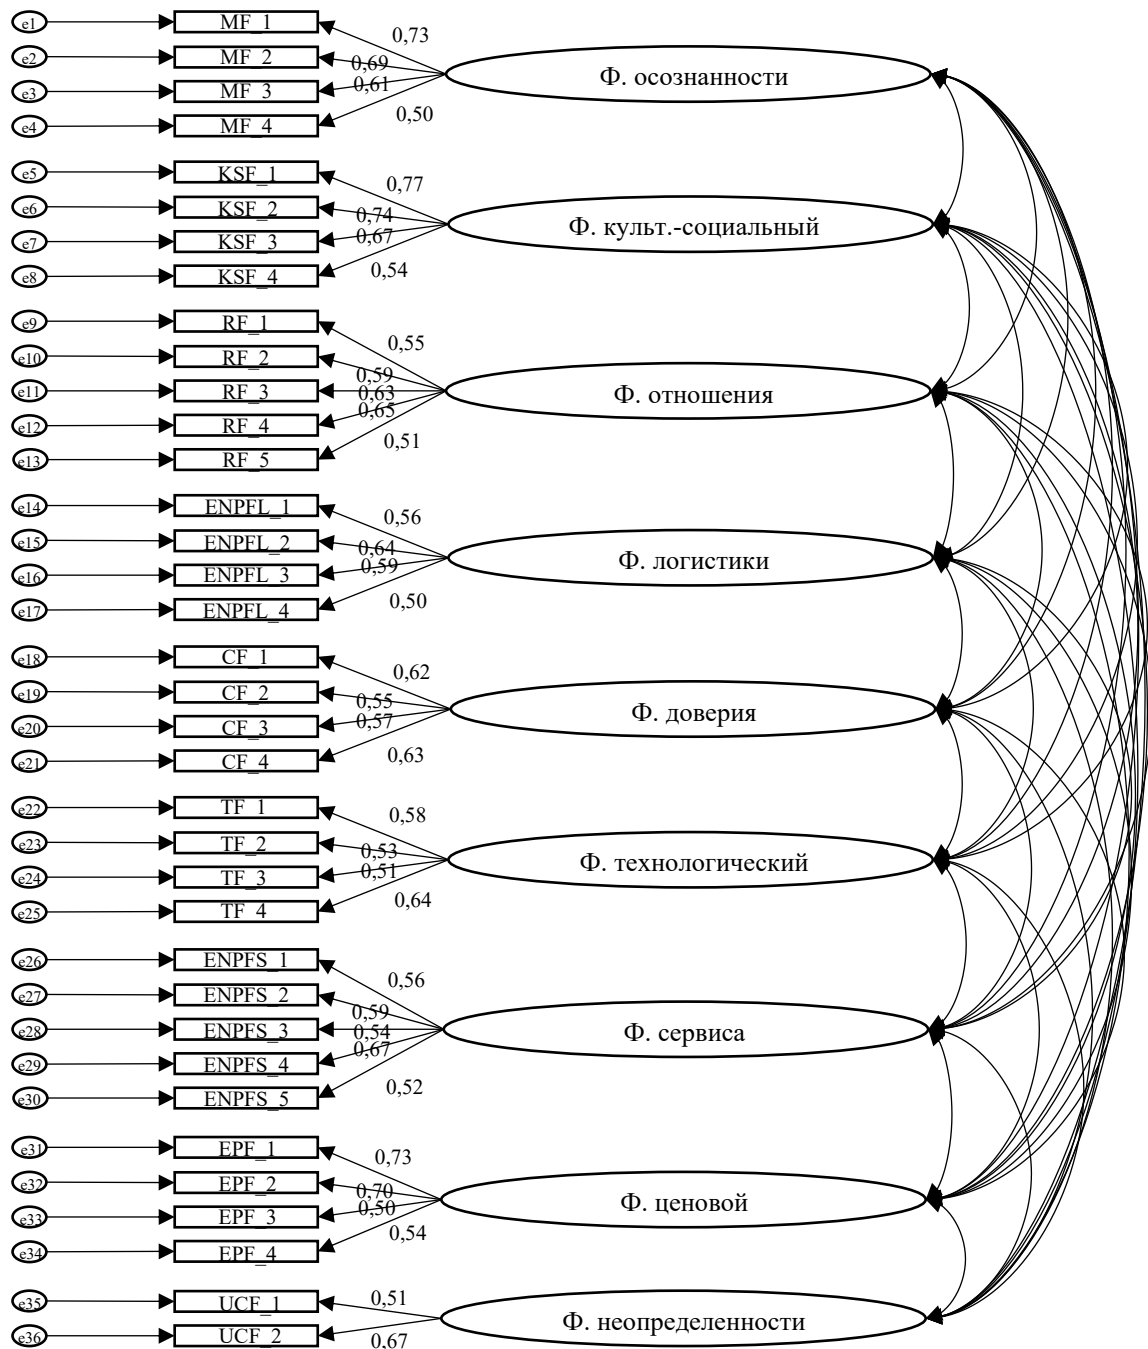 e1 MF_1 0,73
e2 MF_2 0,69
Ф. осознанности
e3 MF_3 0,61
e4 MF_4 0,50
e5 KSF_1 0,77
e6 KSF_2 0,74
Ф. культ.-социальный
e7 KSF_3 0,67
e8 KSF_4 0,54
e9 RF_1 0,55
e10 RF_2 0,59
e11 RF_3 0,63 Ф. отношения
e12 RF_4 0,65
e13 RF_5 0,51
e14 ENPFL_1 0,56
e15 ENPFL_2 0,64
Ф. логистики
e16 ENPFL_3 0,59
e17 ENPFL_4 0,50
e18 CF_1 0,62
e19 CF_2 0,55
Ф. доверия
e20 CF_3 0,57
e21 CF_4 0,63
e22 TF_1 0,58
e23 TF_2 0,53
Ф. технологический
e24 TF_3 0,51
e25 TF_4 0,64
e26 ENPFS_1 0,56
e27 ENPFS_2 0,59
e28 ENPFS_3 0,54 Ф. сервиса
e29 ENPFS_4 0,67
e30 ENPFS_5 0,52
e31 EPF_1 0,73
e32 EPF_2 0,70
Ф. ценовой
e33 EPF_3 0,50
e34 EPF_4 0,54
e35 UCF_1 0,51
Ф. неопределенности
e36 UCF_2 0,67